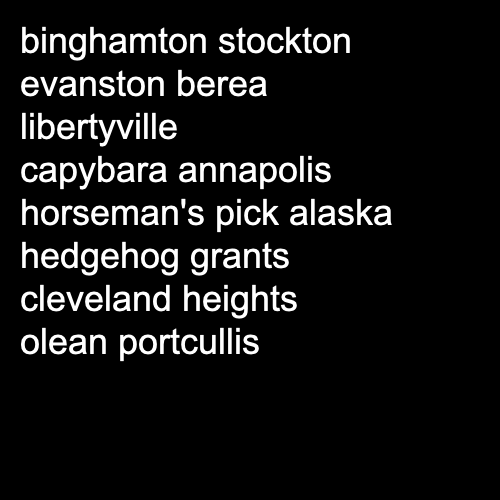 binghamton stockton
evanston berea
libertyville
capybara annapolis
horseman's pick alaska
hedgehog grants
cleveland heights
olean portcullis